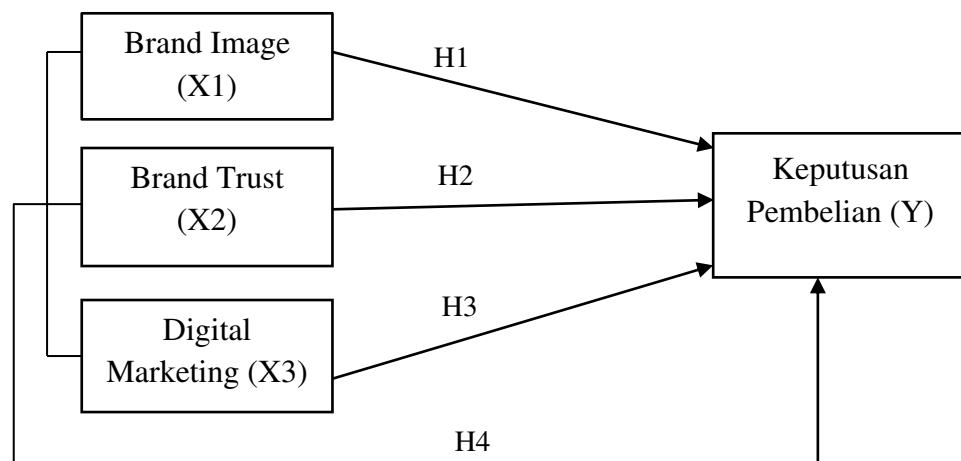 Brand Image
(X1)
H1
Brand Trust
(X2)
H2
Keputusan
Pembelian (Y)
Digital
Marketing (X3)
H3
H4